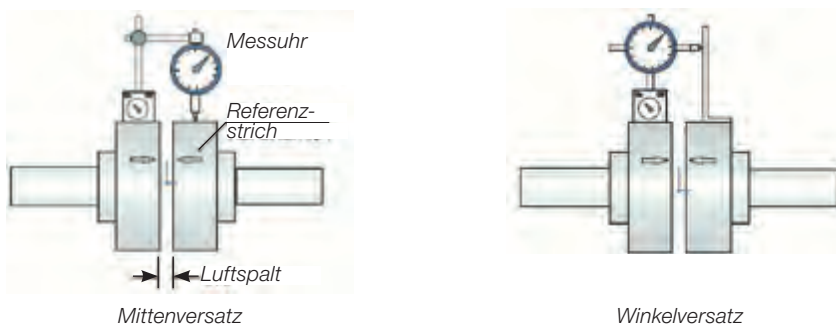 Messuhr
Referenz-
strich
Luftspalt
Mittenversatz
Winkelversatz